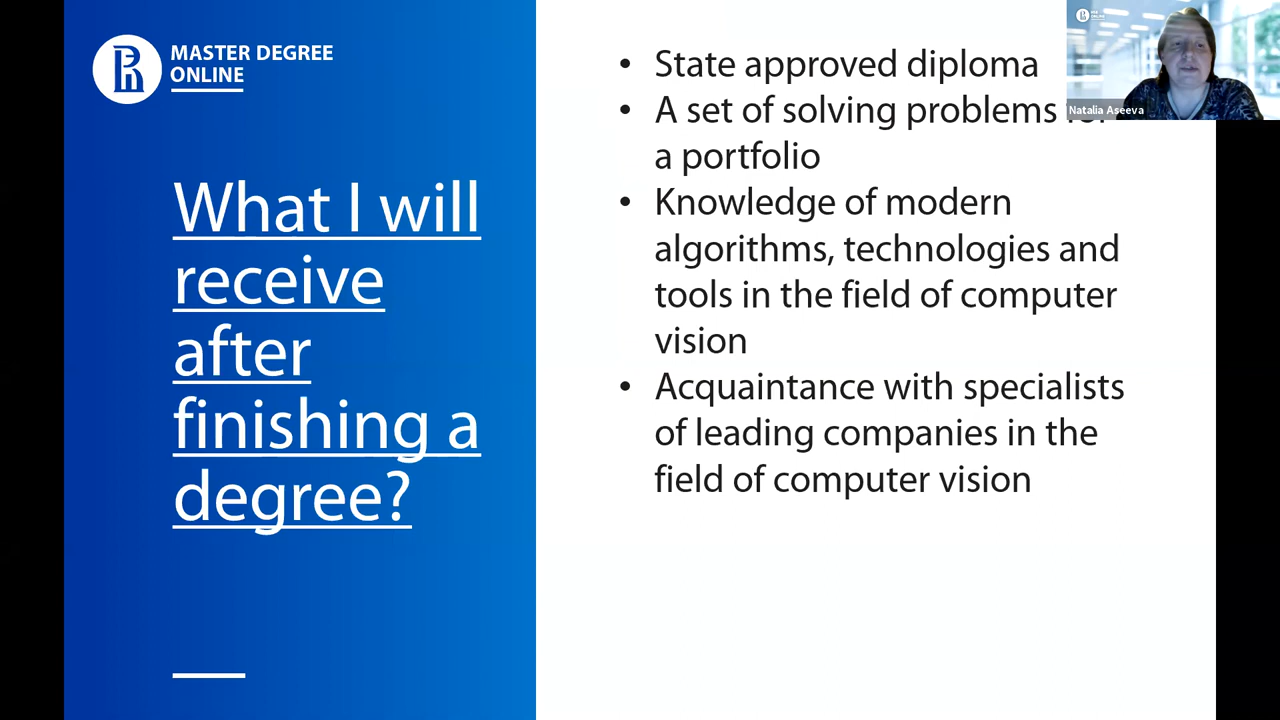 MASTER DEGREE
ONLINE
What I will
receive
after
finishing a
degree?
• State approved diploma
• A set of solving problems
a portfolio
• Knowledge of modern
algorithms, technologies and
tools in the field of computer
vision
• Acquaintance with specialists
of leading companies in the
field of computer vision
Natalia Aseeva